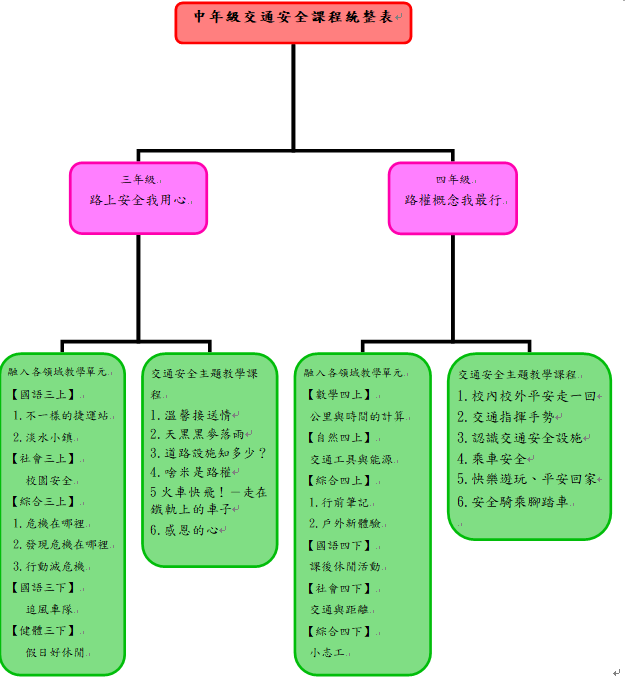 中年級交通安全課程統整表
三年級
路上安全我用心
四年級
路權概念我最行
融入各領域教學單元
【國語三上】
1.不一樣的捷運站
2.淡水小鎮
【社會三上】
校園安全
【綜合三上】
1.危機在哪裡
2.發現危機在哪裡
3.行動減危機
【國語三下】
追風車隊
【健體三下】
假日好休閒
交通安全主題教學課
程
1.溫馨接送情
2.天黑黑麥落雨
3.道路設施知多少？
4.啥米是路權
5 火車快飛！－走在
鐵軌上的車子
6.感恩的心
融入各領域教學單元
【數學四上】
公里與時間的計算
【自然四上】
交通工具與能源
【綜合四上】
1.行前筆記
2.戶外新體驗
【國語四下】
課後休閒活動
【社會四下】
交通與距離
【綜合四下】
小志工
交通安全主題教學課程
1.校內校外平安走一回
2.交通指揮手勢
3.認識交通安全設施
4.乘車安全
5.快樂遊玩、平安回家
6.安全騎乘腳踏車